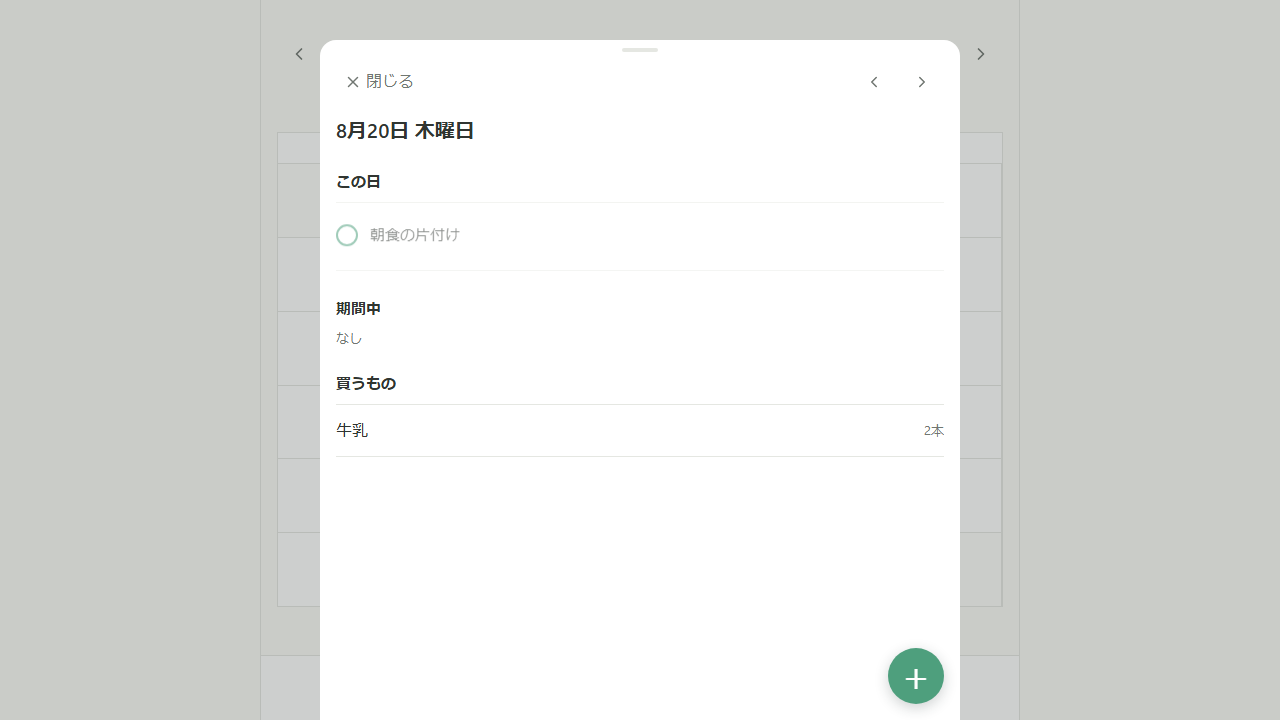 閉じる
8月20日 木曜日
この日
朝食の片付け
期間中
なし
買うもの
牛乳
2本